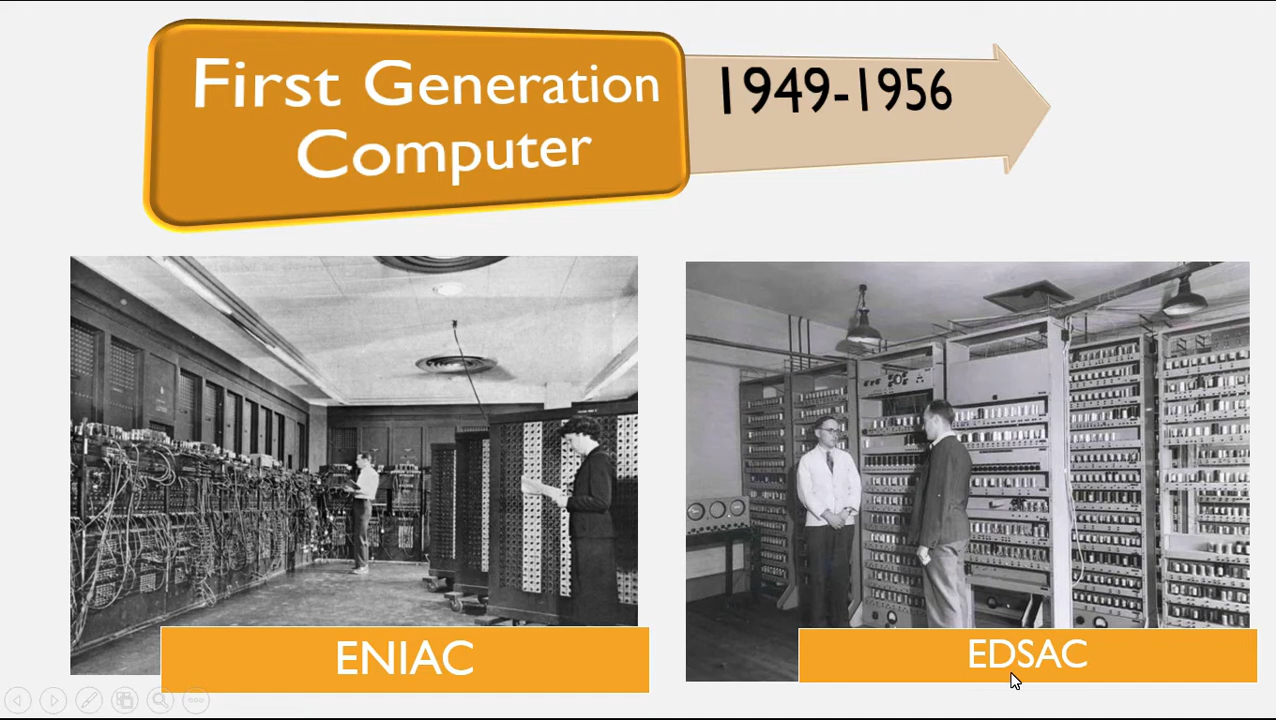 First Generation
Computer
1949-1956
ENIAC
EDSAC